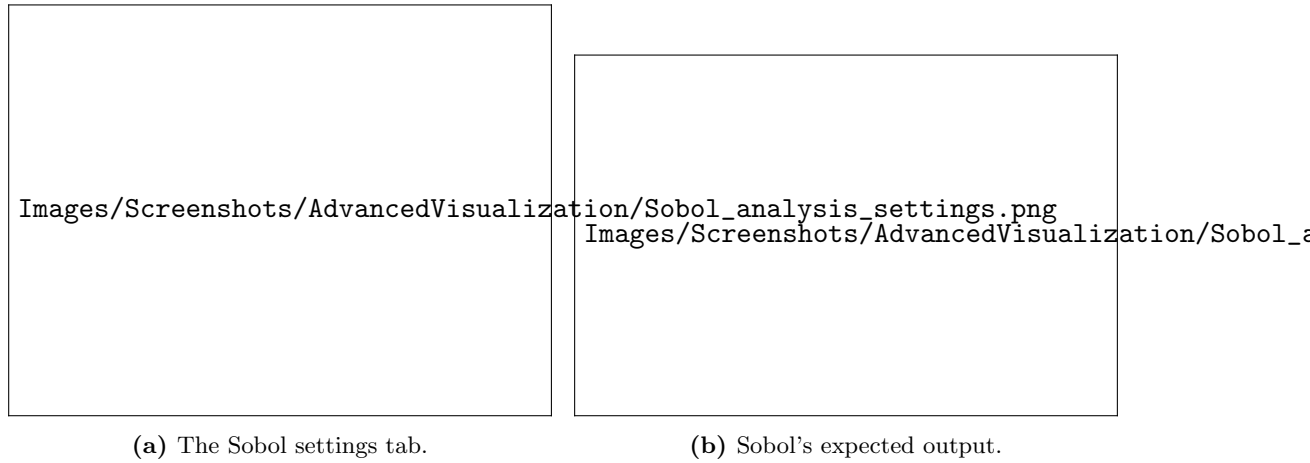 Images/Screenshots/AdvancedVisualization/Sobol_analysis_settings.png
Images/Screenshots/AdvancedVisualization/Sobol_a
(a) The Sobol settings tab.
(b) Sobol's expected output.